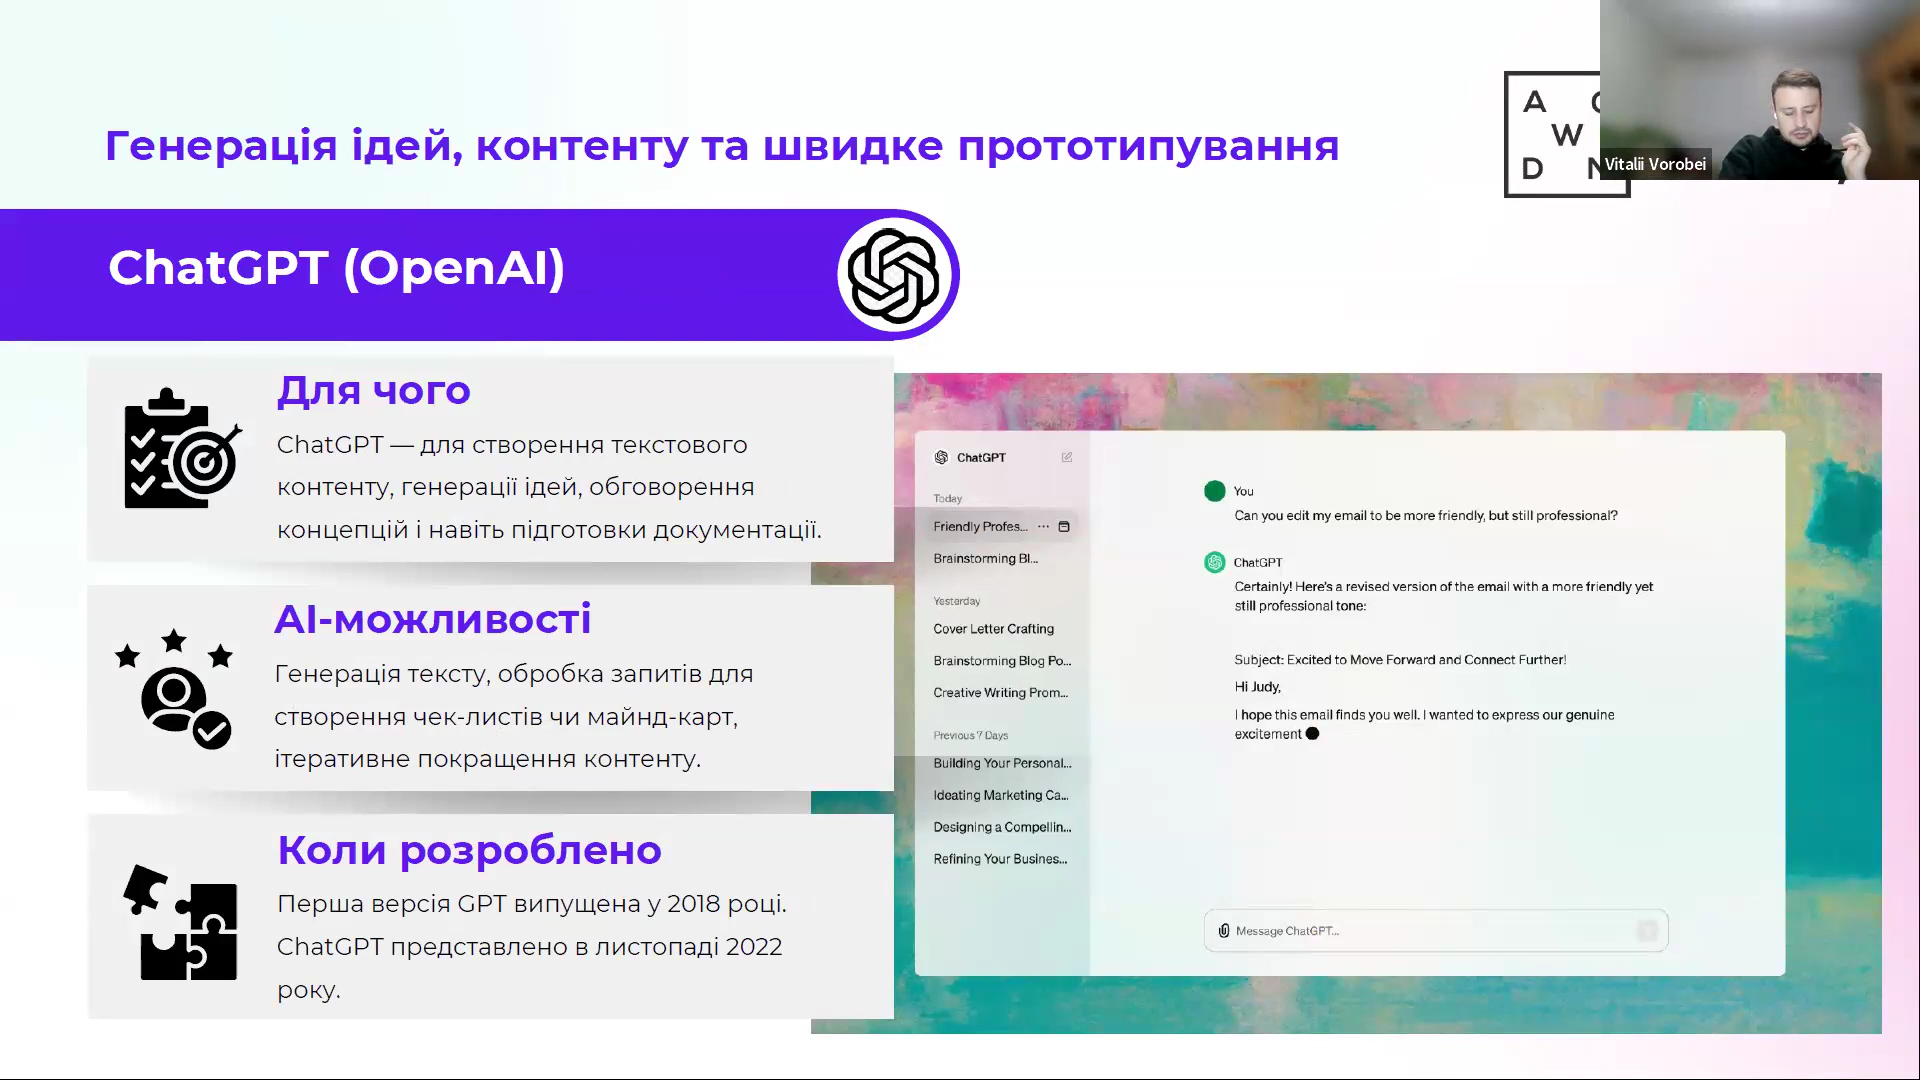 Генерація ідей, контенту та швидке прототипування
A
W
D
Vitalii Vorobei
ChatGPT (OpenAI)
Для чого
ChatGPT — для створення текстового
контенту, генерації ідей, обговорення
концепцій і навіть підготовки документації.
AI-можливості
Генерація тексту, обробка запитів для
створення чек-листів чи майнд-карт,
ітеративне покращення контенту.
Коли розроблено
Перша версія GPT випущена у 2018 році.
ChatGPT представлено в листопаді 2022
року.
ChatGPT
Today
Friendly Profes...
Brainstorming Bl...
Yesterday
Cover Letter Crafting
Brainstorming Blog Po...
Creative Writing Prom...
Previous 7 Days
Building Your Personal...
Ideating Marketing Ca...
Designing a Compellin...
Refining Your Busines...
You
Can you edit my email to be more friendly, but still professional?
ChatGPT
Certainly! Here's a revised version of the email with a more friendly yet
still professional tone:
Subject: Excited to Move Forward and Connect Further!
Hi Judy,
I hope this email finds you well. I wanted to express our genuine
excitement
Message ChatGPT...